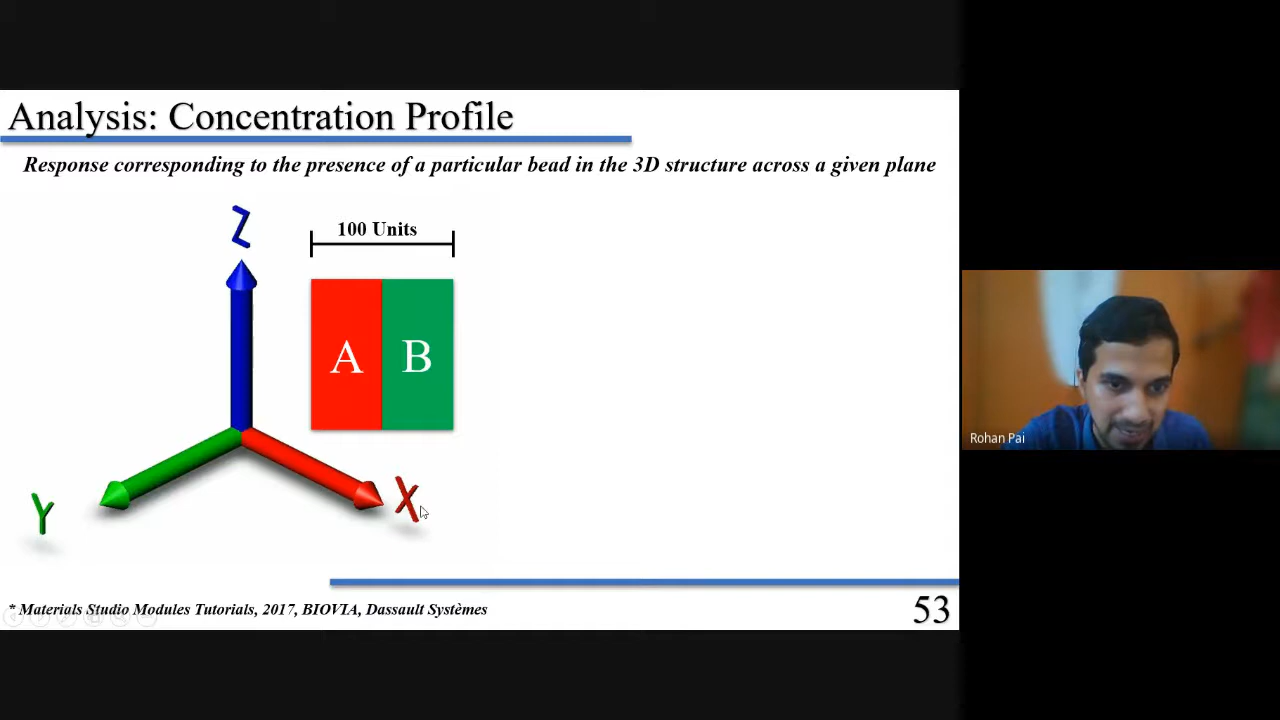 Analysis: Concentration Profile
Response corresponding to the presence of a particular bead in the 3D structure across a given plane
Z
100 Units
A B
X
Y
Rohan Pai
* Materials Studio Modules Tutorials, 2017, BIOVIA, Dassault Systèmes
53